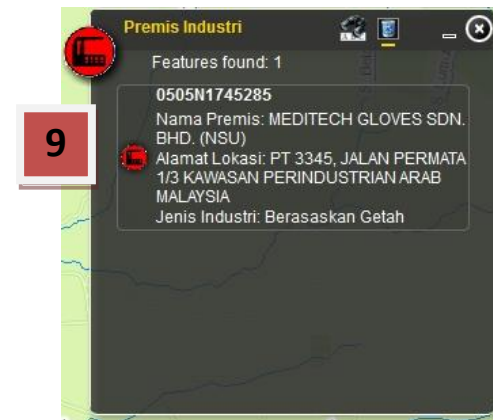 Premis Industri
Features found: 1
9
0505N1745285
Nama Premis: MEDITECH GLOVES SDN.
BHD. (NSU)
Alamat Lokasi: PT 3345, JALAN PERMATA
1/3 KAWASAN PERINDUSTRIAN ARAB
MALAYSIA
Jenis Industri: Berasaskan Getah